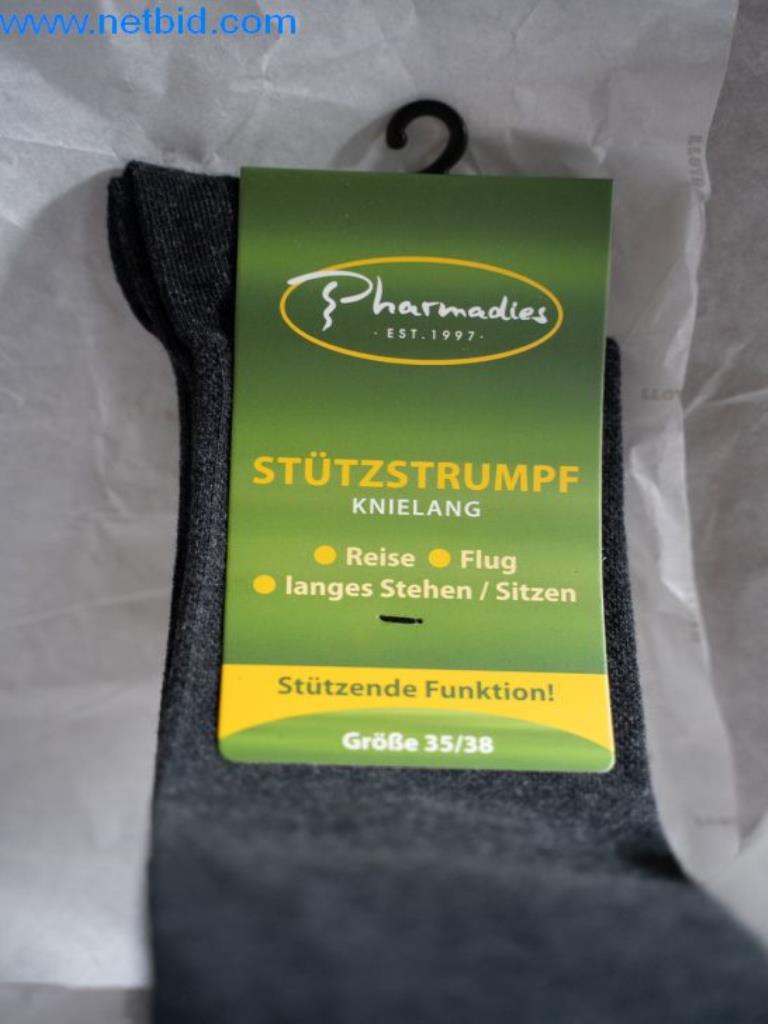 www.netbid.com
Pharmadies
· EST. 1997 ·
STÜTZSTRUMPF
KNIELANG
● Reise ● Flug
● langes Stehen / Sitzen
Stützende Funktion!
Größe 35/38